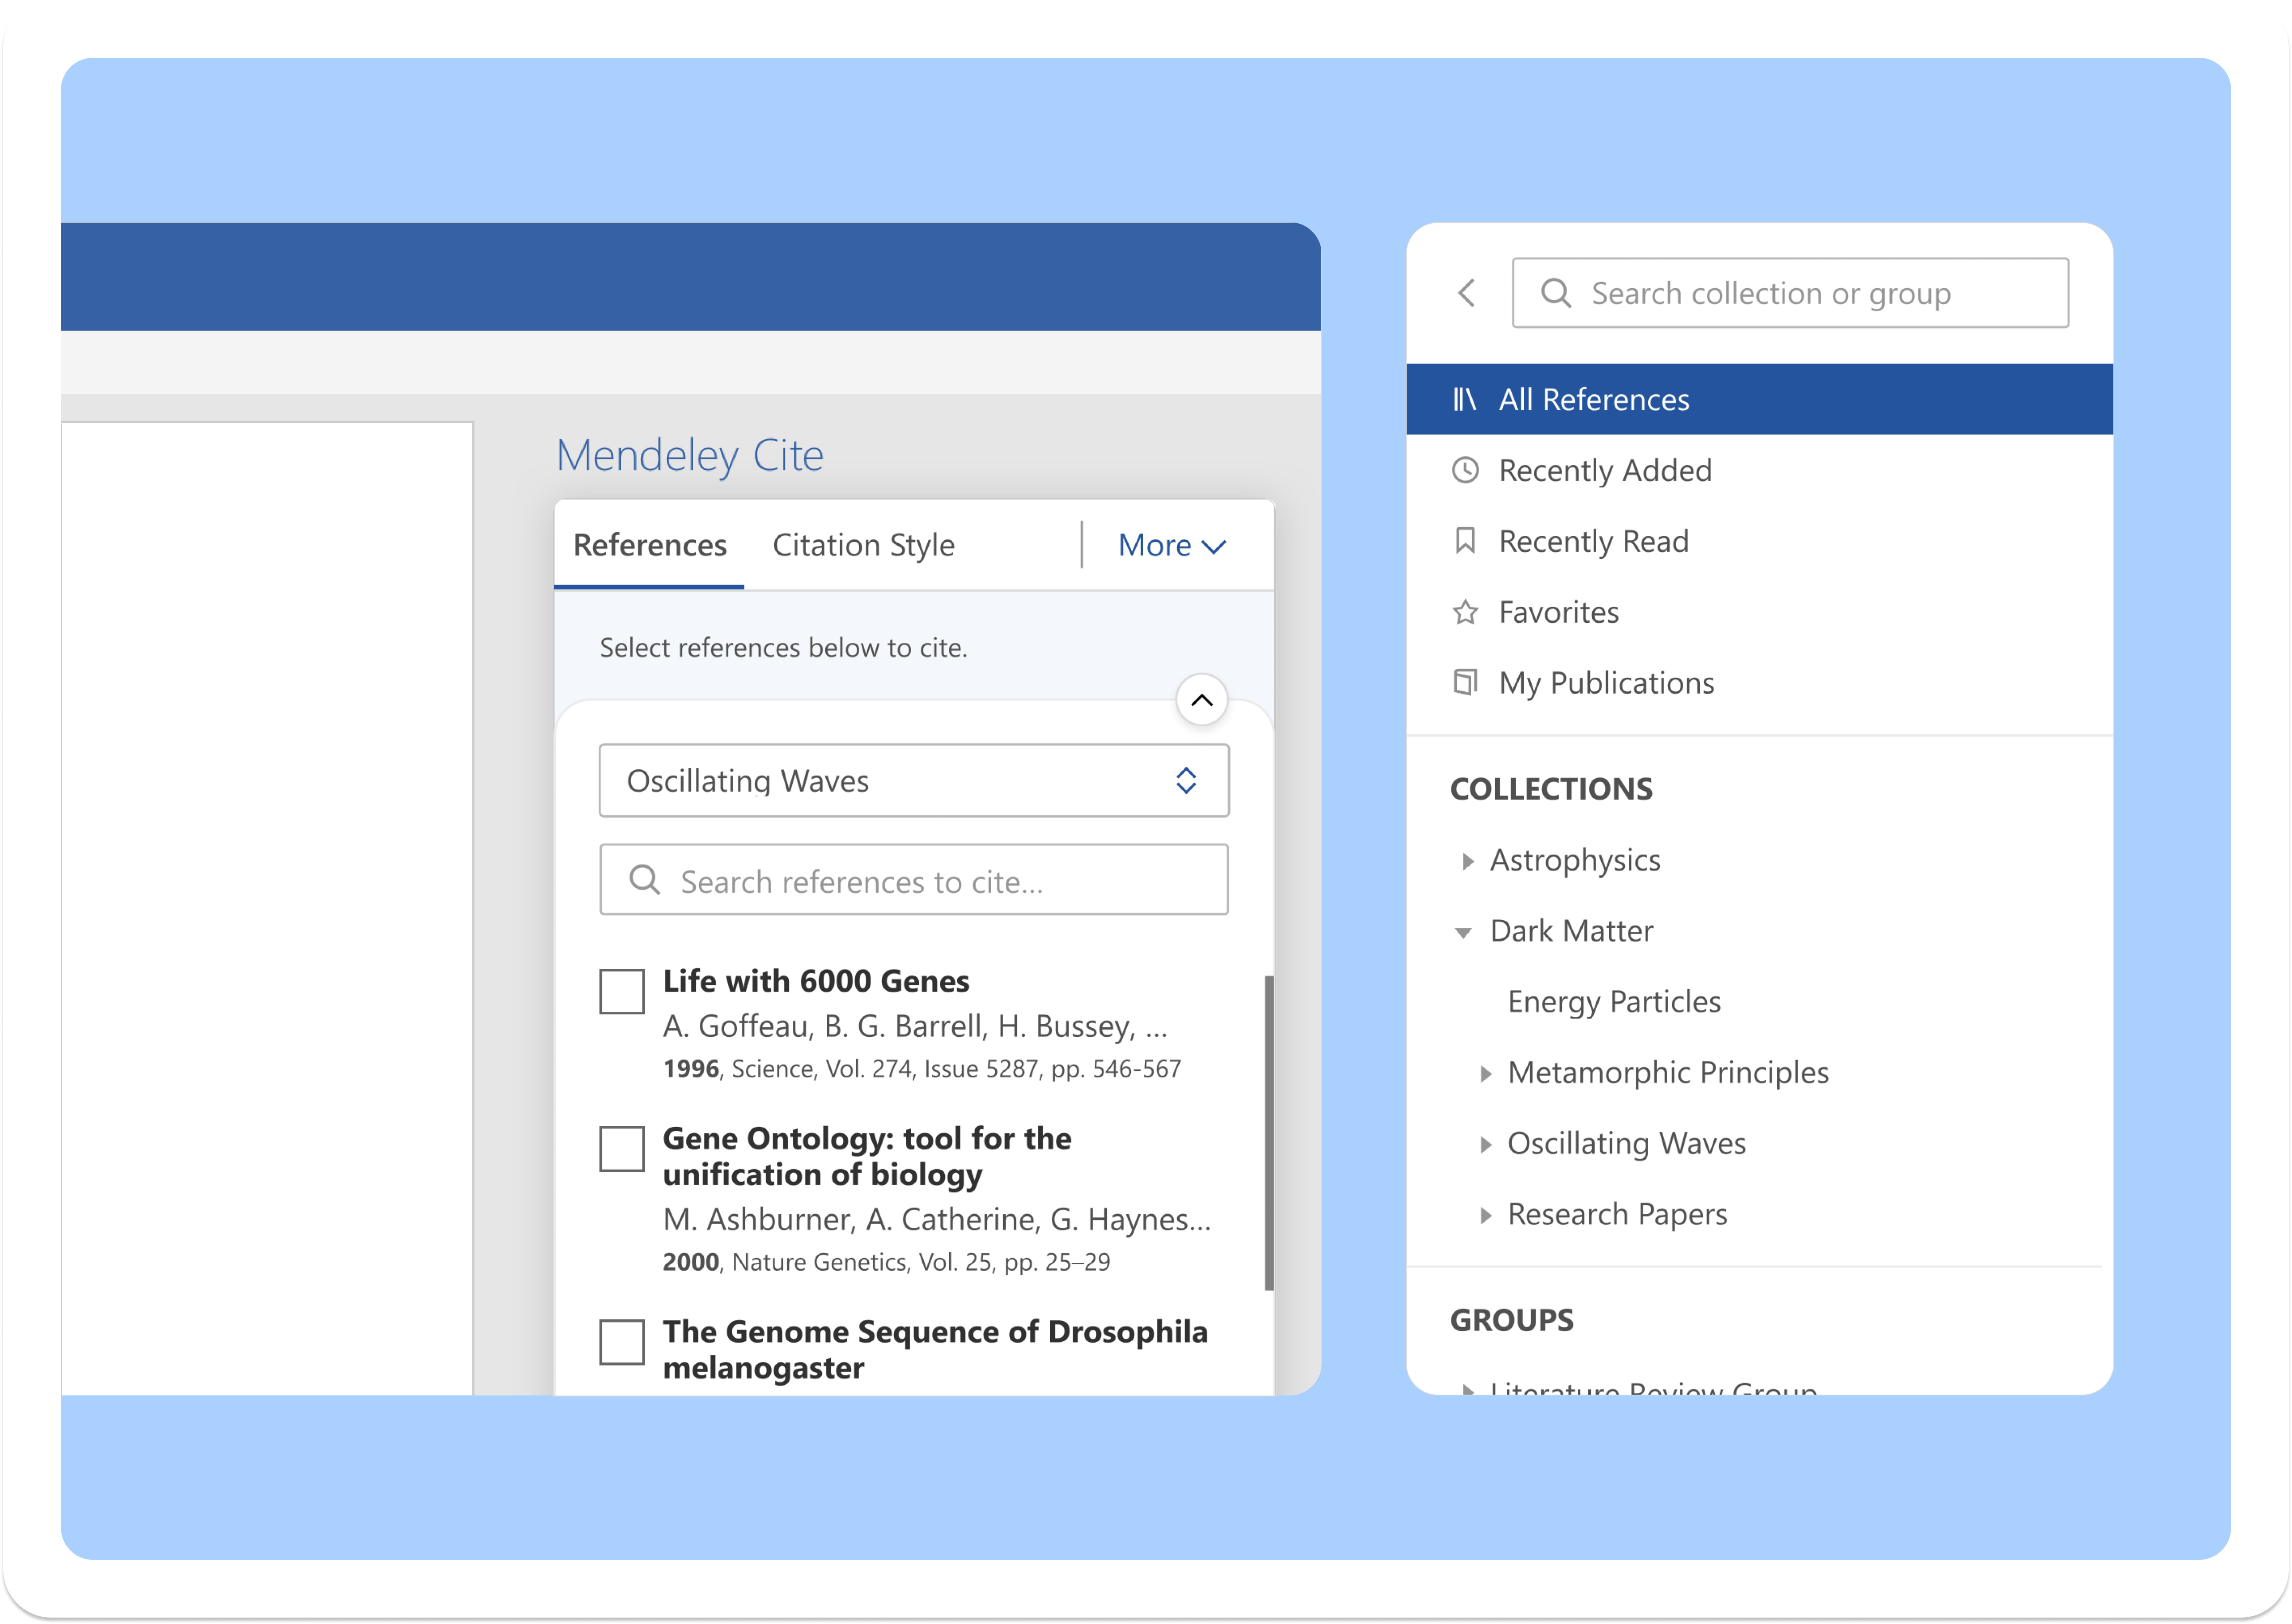 Mendeley Cite
References
Citation Style
More
Select references below to cite.
Oscillating Waves
Search references to cite...
Life with 6000 Genes
A. Goffeau, B. G. Barrell, H. Bussey, ...
1996, Science, Vol. 274, Issue 5287, pp. 546-567
Gene Ontology: tool for the
unification of biology
M. Ashburner, A. Catherine, G. Haynes...
2000, Nature Genetics, Vol. 25, pp. 25–29
The Genome Sequence of Drosophila
melanogaster
Search collection or group
All References
Recently Added
Recently Read
Favorites
My Publications
COLLECTIONS
Astrophysics
Dark Matter
Energy Particles
Metamorphic Principles
Oscillating Waves
Research Papers
GROUPS
Literature Review Group